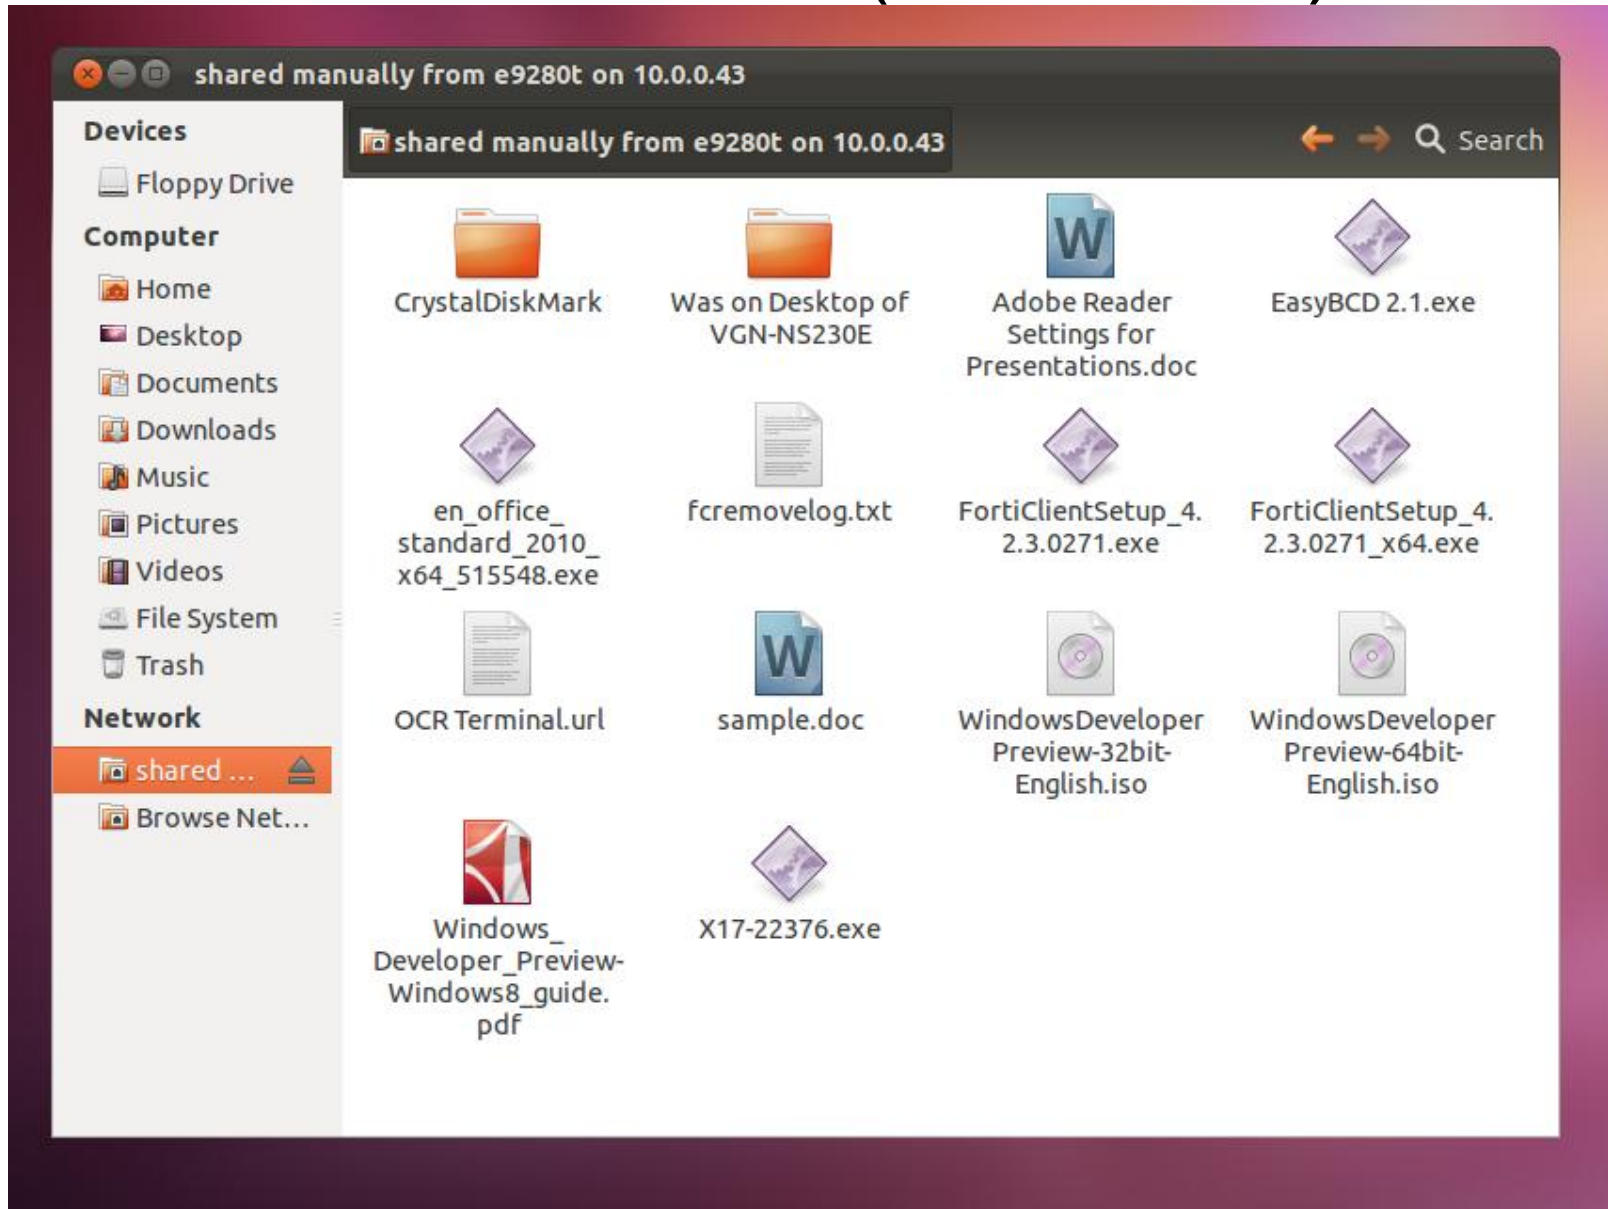 shared manually from e9280t on 10.0.0.43
Devices
Floppy Drive
Computer
Home
Desktop
Documents
Downloads
Music
Pictures
Videos
File System
Trash
Network
shared ...
Browse Net...
shared manually from e9280t on 10.0.0.43
Search
CrystalDiskMark
Was on Desktop of
VGN-NS230E
Adobe Reader
Settings for
Presentations.doc
EasyBCD 2.1.exe
en_office_
standard_2010_
x64_515548.exe
fcremovelog.txt
FortiClientSetup_4.
2.3.0271.exe
FortiClientSetup_4.
2.3.0271_x64.exe
OCR Terminal.url
sample.doc
WindowsDeveloper
Preview-32bit-
English.iso
WindowsDeveloper
Preview-64bit-
English.iso
Windows_
Developer_Preview-
Windows8_guide.
pdf
X17-22376.exe